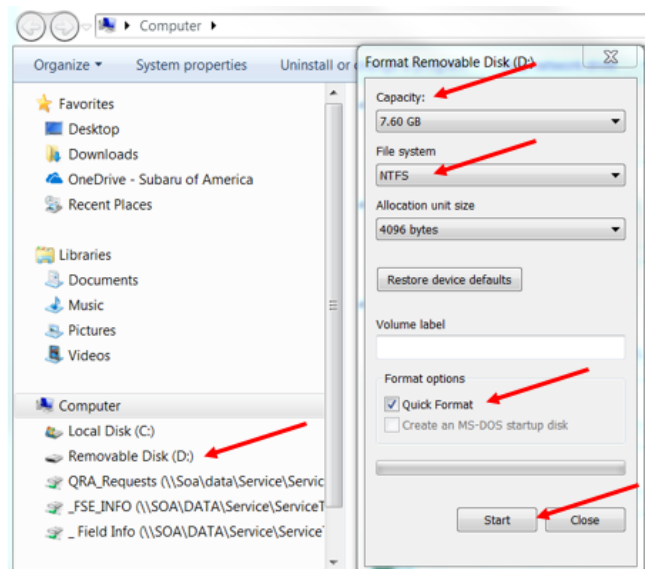 Computer
Organize
System properties
Uninstall or
Favorites
Desktop
Downloads
OneDrive - Subaru of America
Recent Places
Libraries
Documents
Music
Pictures
Videos
Computer
Local Disk (C:)
Removable Disk (D:)
QRA_Requests (\\Soa\data\Service\Servic
_FSE_INFO (\\SOA\DATA\Service\ServiceT
_ Field Info (\\SOA\DATA\Service\Service
Format Removable Disk (D:)
Capacity:
7.60 GB
File system
NTFS
Allocation unit size
4096 bytes
Restore device defaults
Volume label
Format options
Quick Format
Create an MS-DOS startup disk
Start
Close